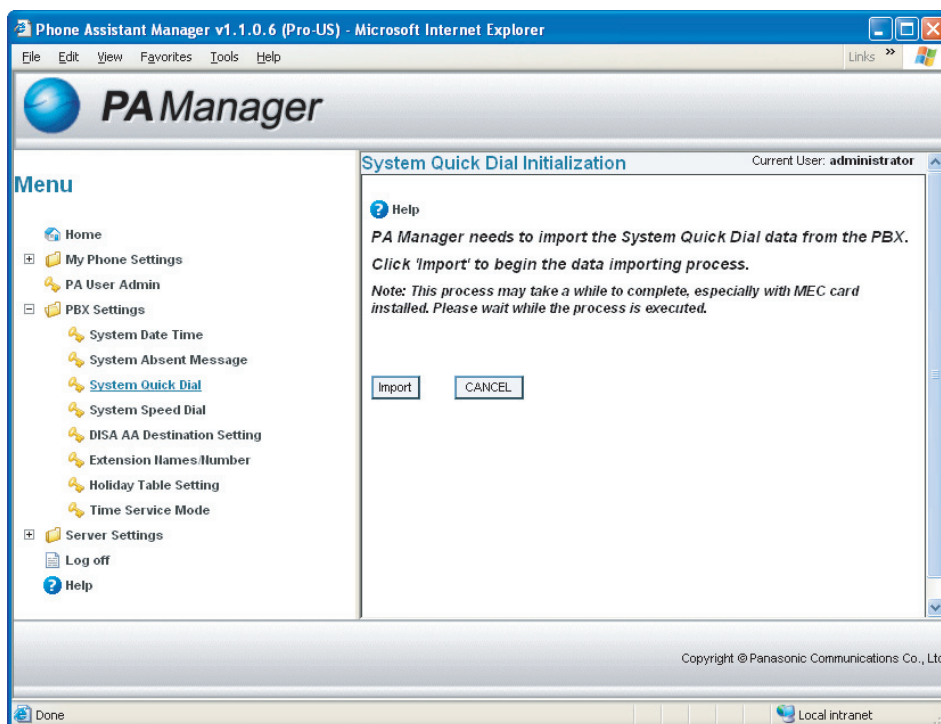 Phone Assistant Manager v1.1.0.6 (Pro-US) - Microsoft Internet Explorer
File Edit View Favorites Tools Help Links »
PA Manager
Menu
Home
My Phone Settings
PA User Admin
PBX Settings
System Date Time
System Absent Message
System Quick Dial
System Speed Dial
DISA AA Destination Setting
Extension Names/Number
Holiday Table Setting
Time Service Mode
Server Settings
Log off
Help
System Quick Dial Initialization Current User: administrator
Help
PA Manager needs to import the System Quick Dial data from the PBX.
Click 'Import' to begin the data importing process.
Note: This process may take a while to complete, especially with MEC card
installed. Please wait while the process is executed.
Import CANCEL
Copyright © Panasonic Communications Co., Ltd
Done Local intranet